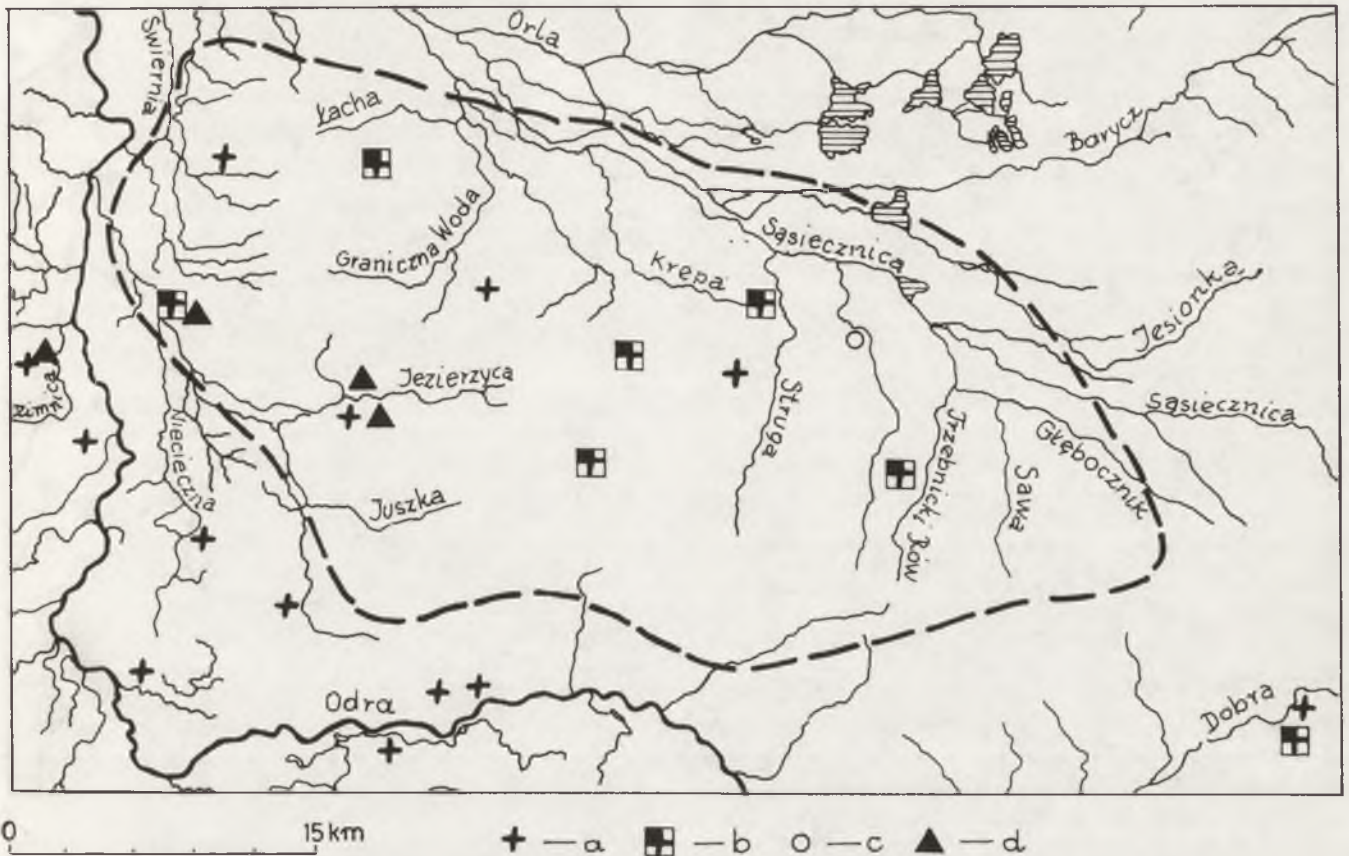 Orla
Świernia
Łacha
Barycz
Graniczna Woda
Sąsiecznica
Krępa
Jesionka
Jezierzyca
Struga
Sąsiecznica
Niecieczna
Głębocznik
Trzebnicki Rów
Sawa
Juszka
Odra
Dobra
0 15 km
a b c d